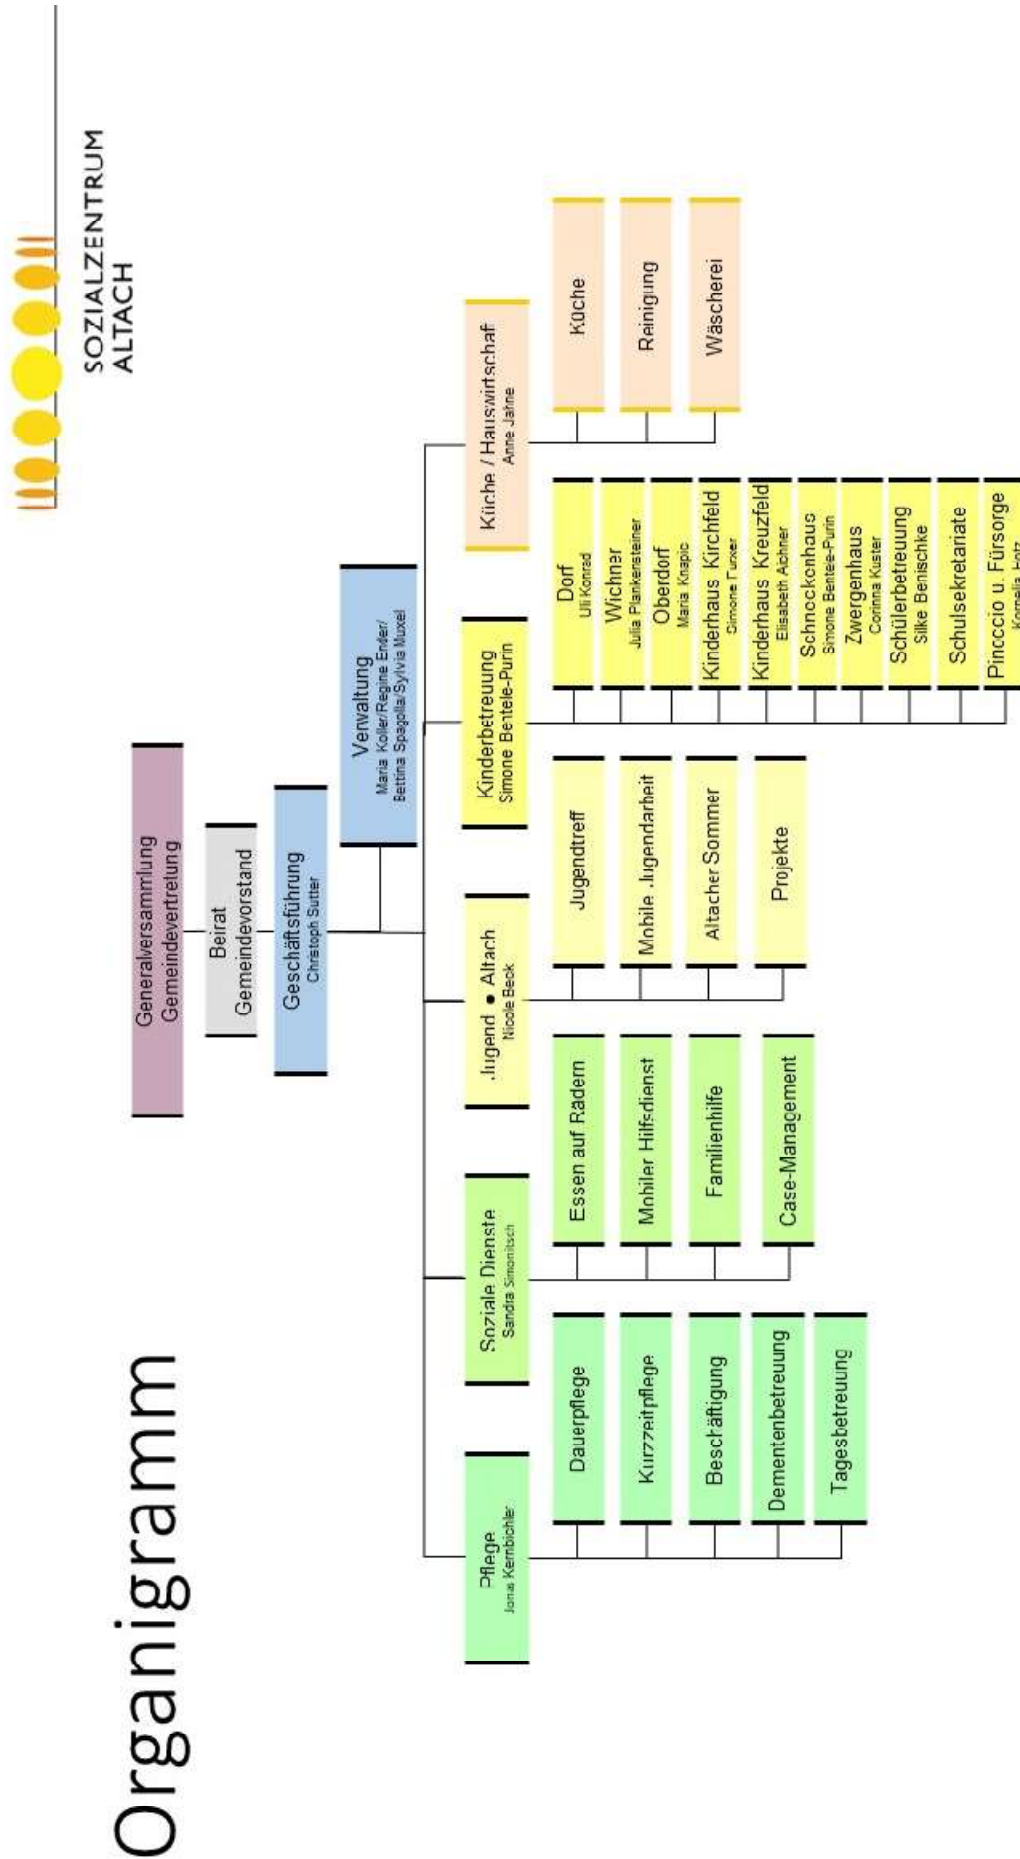 Organigramm
SOZIALZENTRUM
ALTACH
Generalversammlung
Gemeindevertretung
Beirat
Gemeindevorstand
Geschäftsführung
Christoph Sutter
Verwaltung
Maria Koller/Regine Ender/
Bettina Spagolla/Sylvia Muxel
Pflege
Jonas Kernbichler
Dauerpflege
Kurzzeitpflege
Beschäftigung
Dementenbetreuung
Tagesbetreuung
Soziale Dienste
Sandra Simonitsch
Essen auf Rädern
Mobiler Hilfsdienst
Familienhilfe
Case-Management
Jugend ● Altach
Nicole Beck
Jugendtreff
Mobile Jugendarbeit
Altacher Sommer
Projekte
Kinderbetreuung
Simone Bentele-Purin
Dorf
Uli Konrad
Wichner
Julia Plankensteiner
Oberdorf
Maria Knapic
Kinderhaus Kirchfeld
Simone
Kinderhaus Kreuzfeld
Elisabeth Aichner
Schneckenhaus
Simone Bentele-Purin
Zwergenhaus
Corinna Kuster
Schülerbetreuung
Silke Benischke
Schulsekretariate
Pinoccio u. Fürsorge
Kornelia
Küche / Hauswirtschaf
Anne Jahne
Küche
Reinigung
Wäscherei